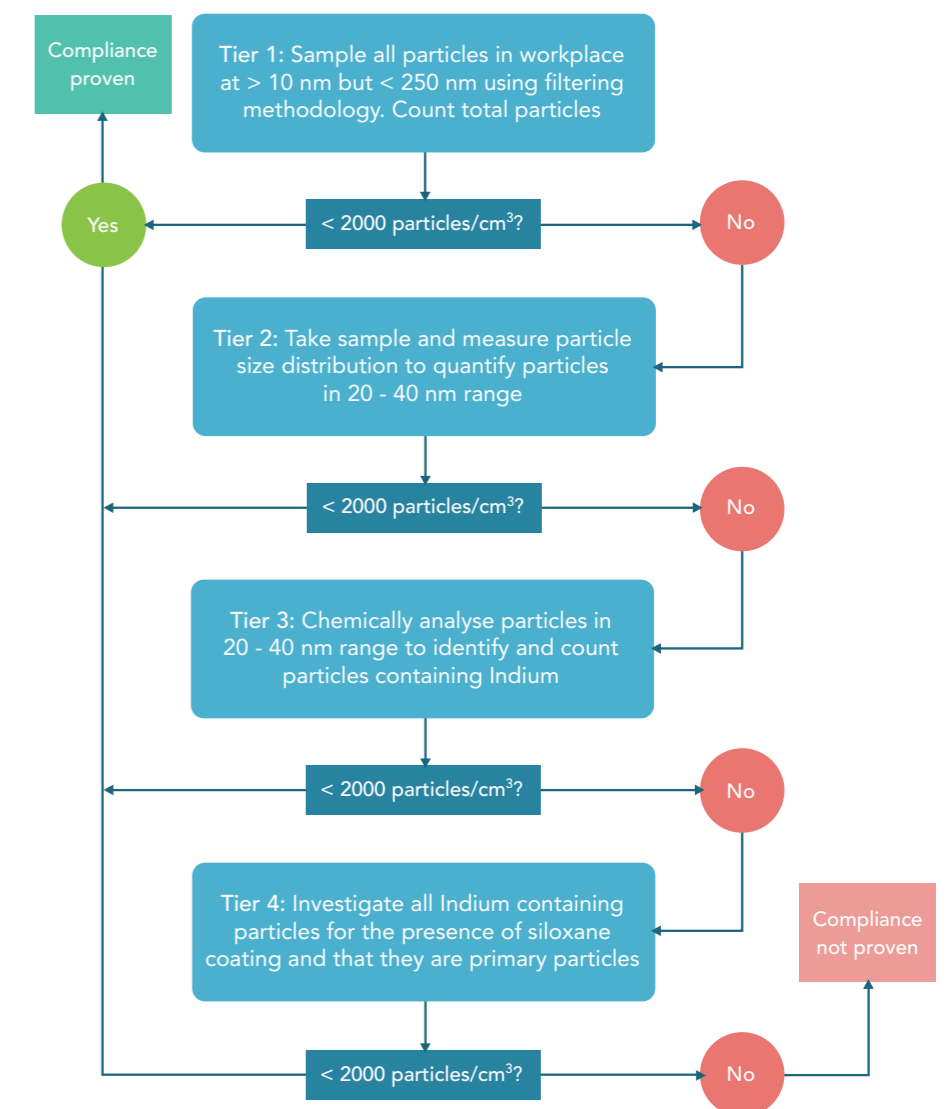 Compliance
proven
Tier 1: Sample all particles in workplace
at > 10 nm but < 250 nm using filtering
methodology. Count total particles
Yes
< 2000 particles/cm³?
No
Tier 2: Take sample and measure particle
size distribution to quantify particles
in 20 - 40 nm range
< 2000 particles/cm³?
No
Tier 3: Chemically analyse particles in
20 - 40 nm range to identify and count
particles containing Indium
< 2000 particles/cm³?
No
Tier 4: Investigate all Indium containing
particles for the presence of siloxane
coating and that they are primary particles
Compliance
not proven
< 2000 particles/cm³?
No